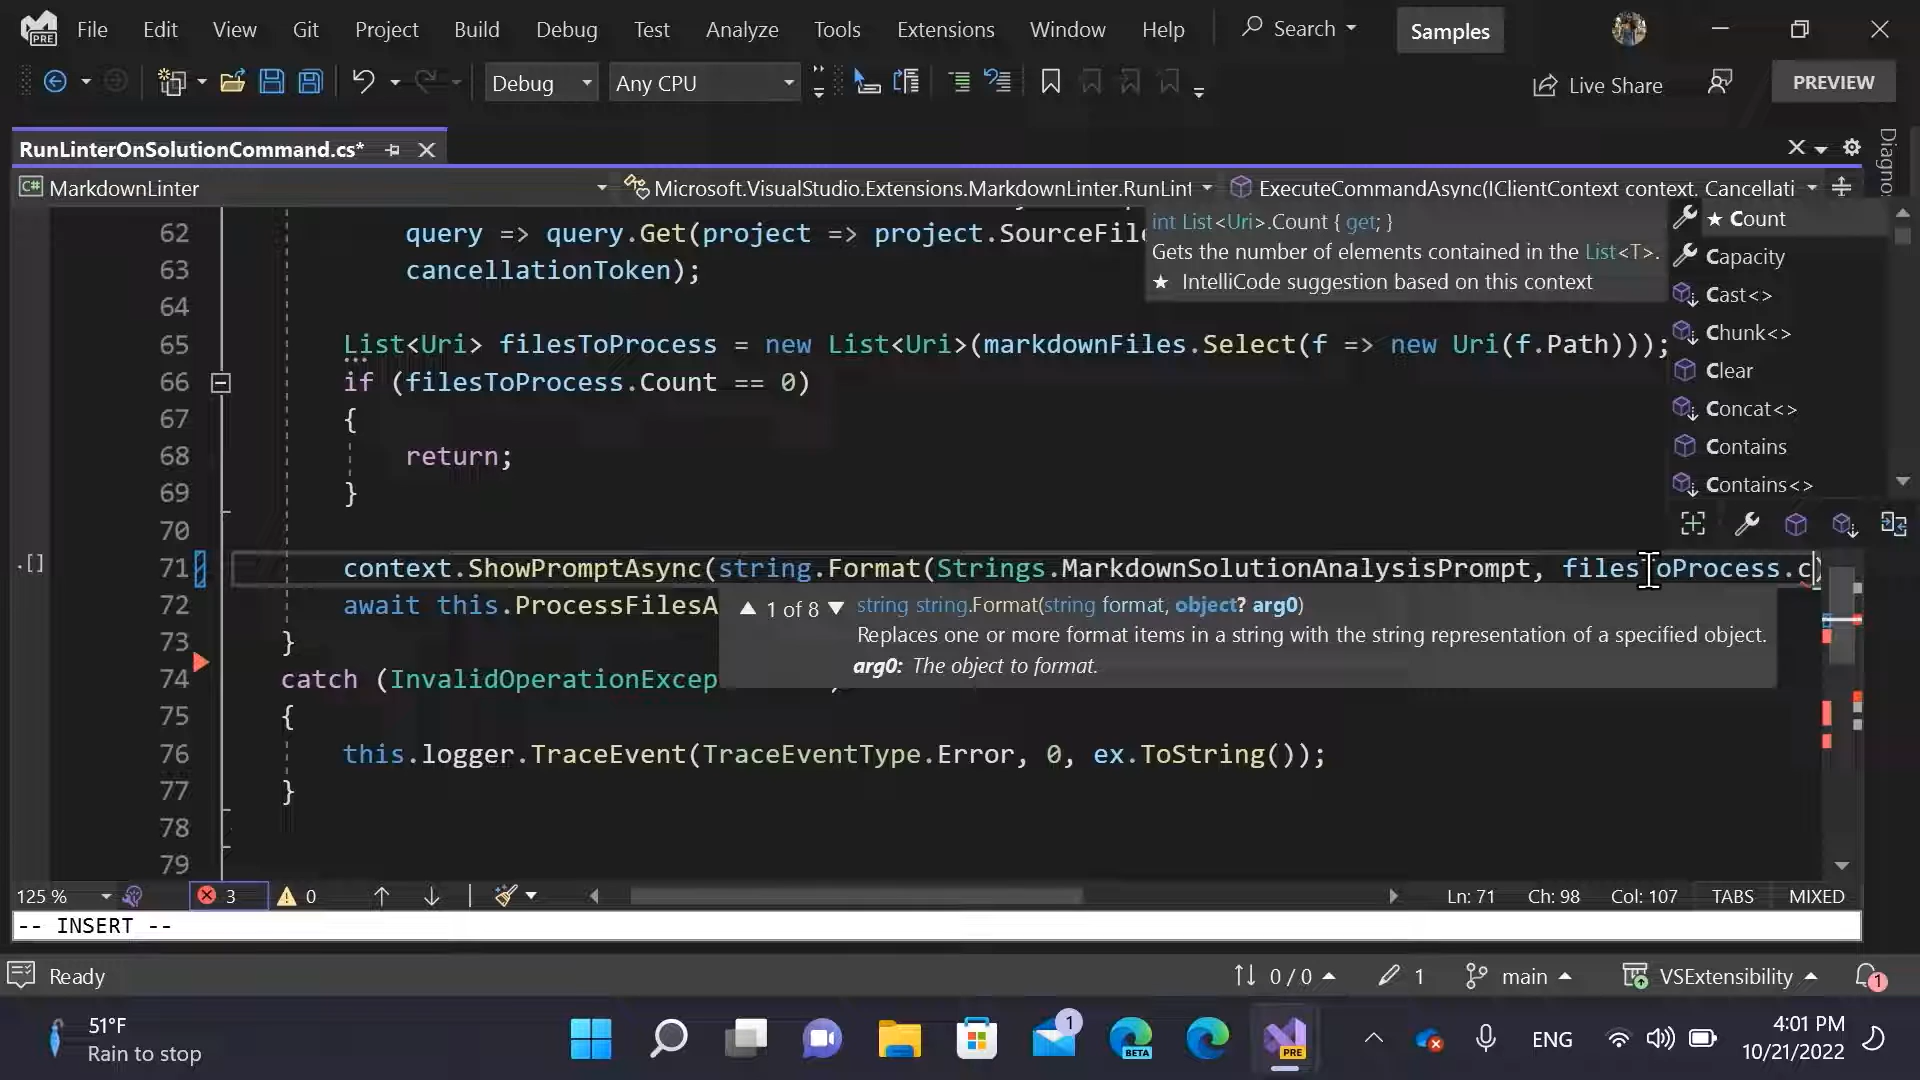 PRE File Edit View Git Project Build Debug Test Analyze Tools Extensions Window Help Search Samples
Debug Any CPU Live Share PREVIEW
RunLinterOnSolutionCommand.cs*
C# MarkdownLinter Microsoft.VisualStudio.Extensions.MarkdownLinter.RunLint ExecuteCommandAsync(IClientContext context, Cancellati
Diagno
int List<Uri>.Count { get; }
Gets the number of elements contained in the List<T>.
★ IntelliCode suggestion based on this context
★ Count
Capacity
Cast<>
Chunk<>
Clear
Concat<>
Contains
Contains<>
62 query => query.Get(project => project.SourceFile
63 cancellationToken);
64
65 List<Uri> filesToProcess = new List<Uri>(markdownFiles.Select(f => new Uri(f.Path)));
66 if (filesToProcess.Count == 0)
67 {
68 return;
69 }
70
71 context.ShowPromptAsync(string.Format(Strings.MarkdownSolutionAnalysisPrompt, filesToProcess.c)
72 await this.ProcessFilesA
▲ 1 of 8 ▼ string string.Format(string format, object? arg0)
Replaces one or more format items in a string with the string representation of a specified object.
arg0: The object to format.
73 }
74 catch (InvalidOperationExcep
75 {
76 this.logger.TraceEvent(TraceEventType.Error, 0, ex.ToString());
77 }
78
79
125 % 3 0 Ln: 71 Ch: 98 Col: 107 TABS MIXED
-- INSERT --
Ready 0 / 0 1 main VSExtensibility 1
51°F
Rain to stop
1
BETA
PRE
ENG
4:01 PM
10/21/2022